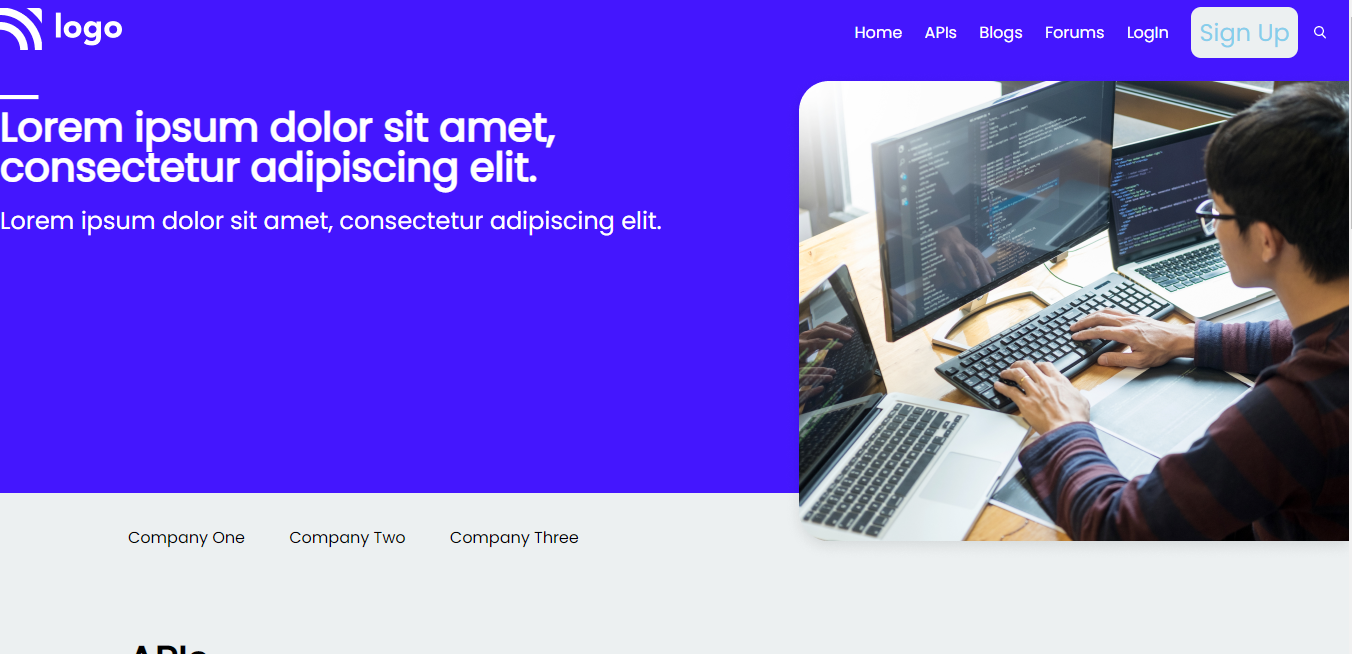 logo
Home APIs Blogs Forums LogIn Sign Up
Lorem ipsum dolor sit amet,
consectetur adipiscing elit.
Lorem ipsum dolor sit amet, consectetur adipiscing elit.
Company One Company Two Company Three
APIs